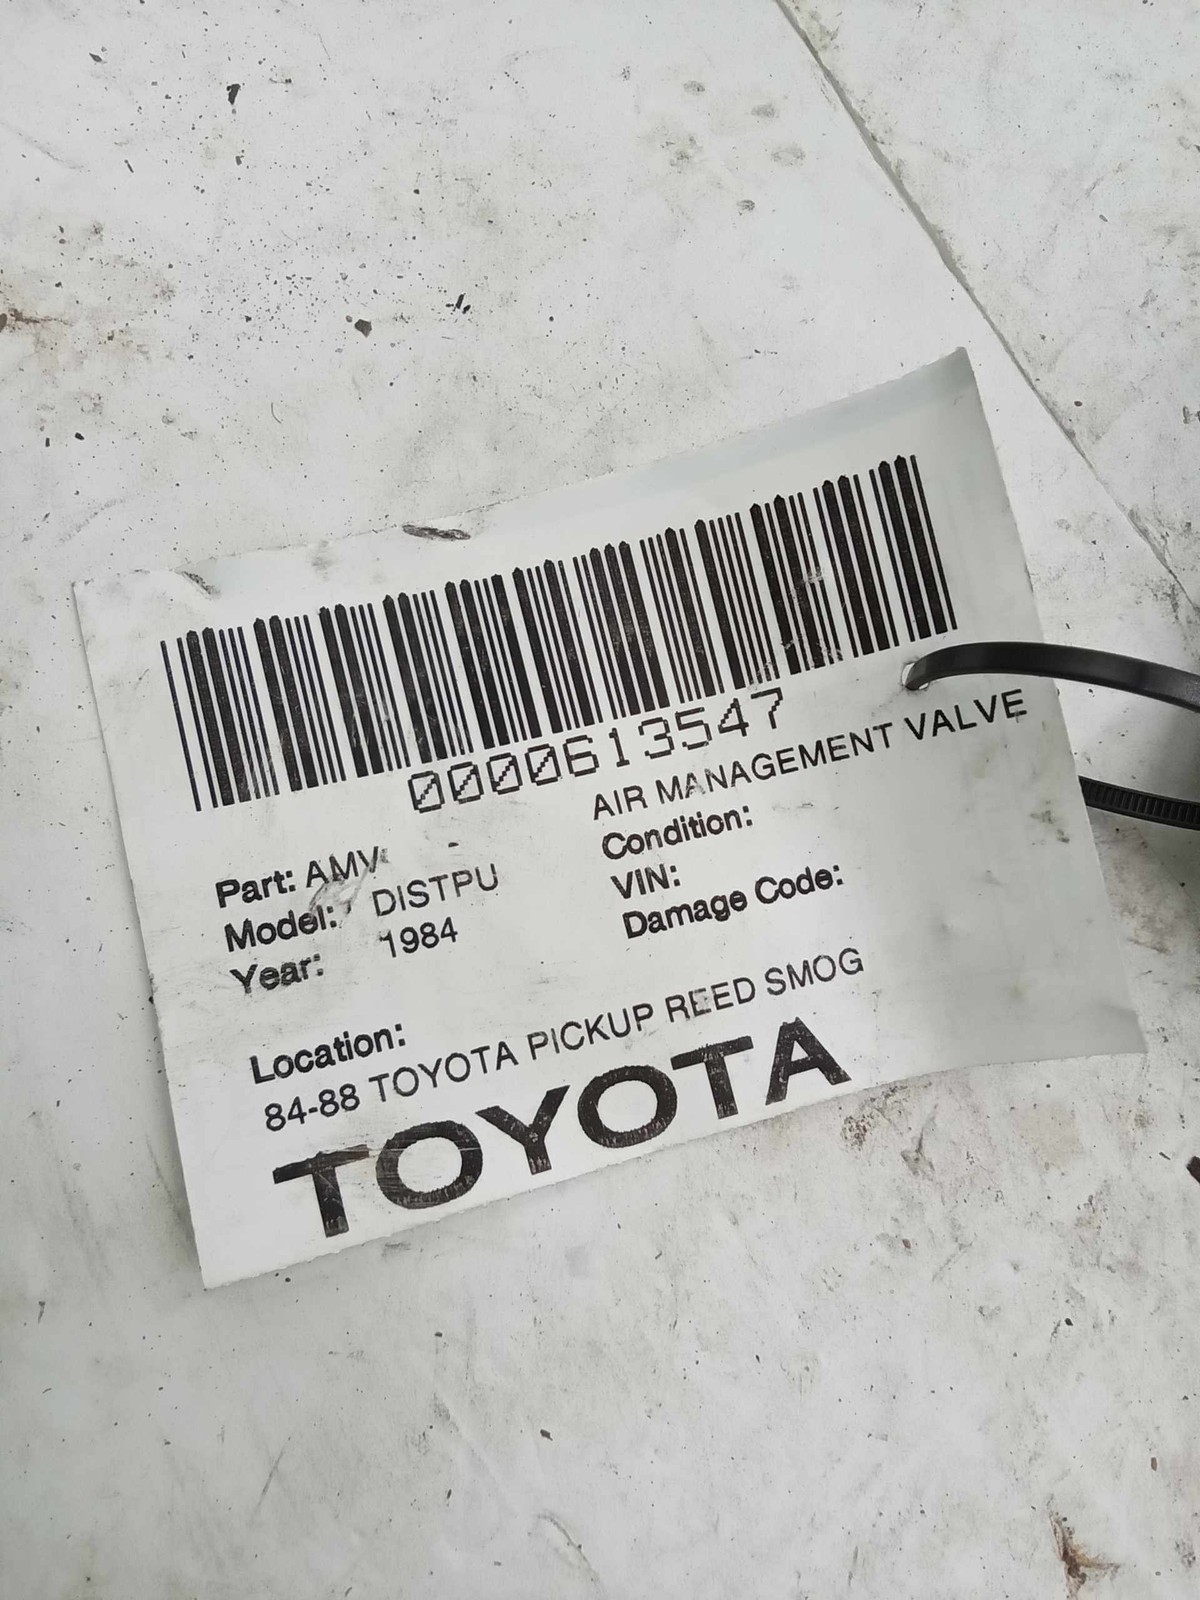 0000613547
Part: AMV - AIR MANAGEMENT VALVE
Model: DISTPU Condition:
Year: 1984 VIN:
Damage Code:
Location:
84-88 TOYOTA PICKUP REED SMOG
TOYOTA